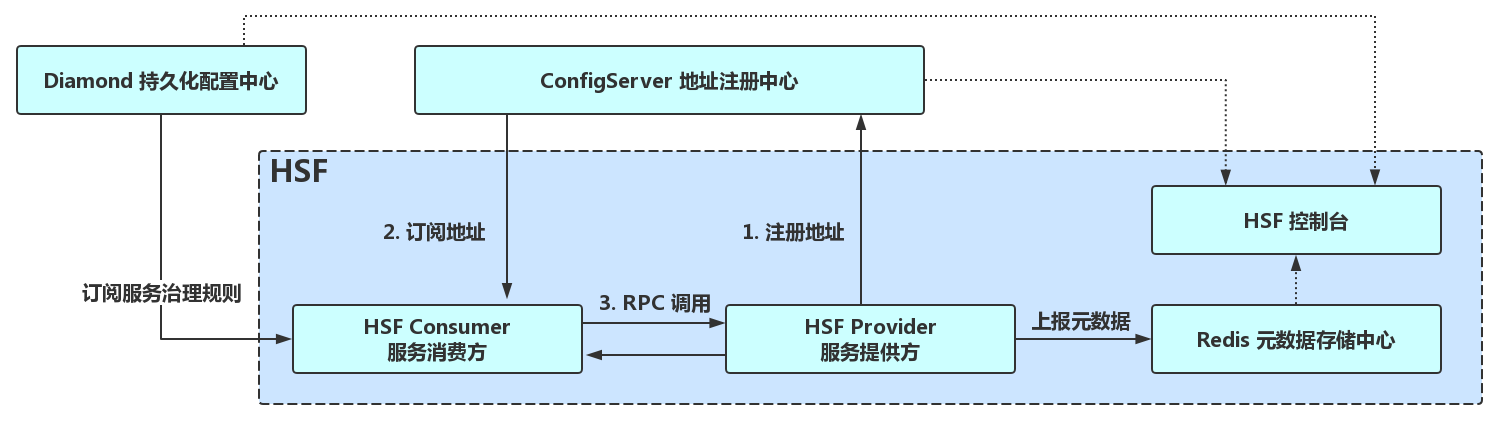 Diamond 持久化配置中心
ConfigServer 地址注册中心
HSF
HSF 控制台
2. 订阅地址
1. 注册地址
订阅服务治理规则
3. RPC 调用
上报元数据
HSF Consumer
服务消费方
HSF Provider
服务提供方
Redis 元数据存储中心